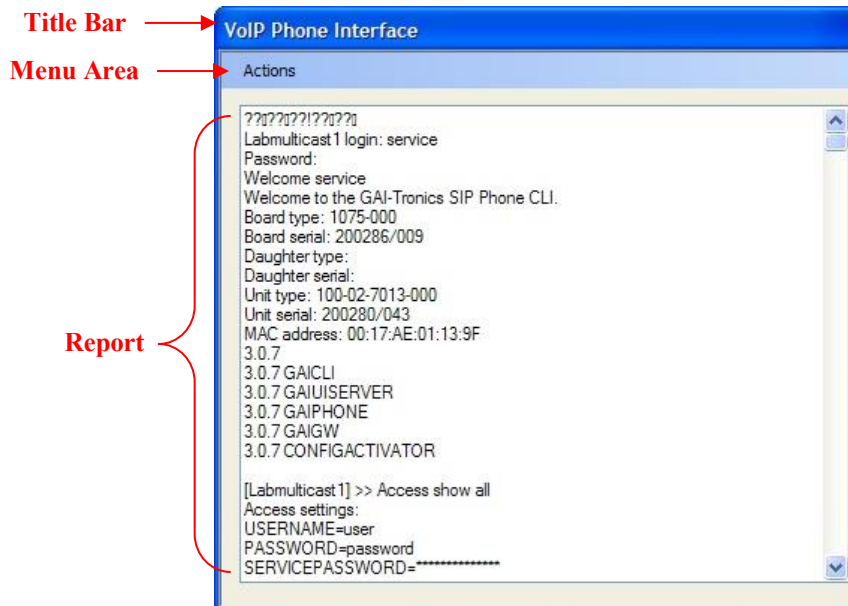 Title Bar
VoIP Phone Interface
Menu Area
Actions
Labmulticast1 login: service
Password:
Welcome service
Welcome to the GAI-Tronics SIP Phone CLI.
Board type: 1075-000
Board serial: 200286/009
Daughter type:
Daughter serial:
Unit type: 100-02-7013-000
Unit serial: 200280/043
Report
MAC address: 00:17:AE:01:13:9F
3.0.7
3.0.7 GAICLI
3.0.7 GAIUISERVER
3.0.7 GAIPHONE
3.0.7 GAIGW
3.0.7 CONFIGACTIVATOR
[Labmulticast1] >> Access show all
Access settings:
USERNAME=user
PASSWORD=password
SERVICEPASSWORD=**************